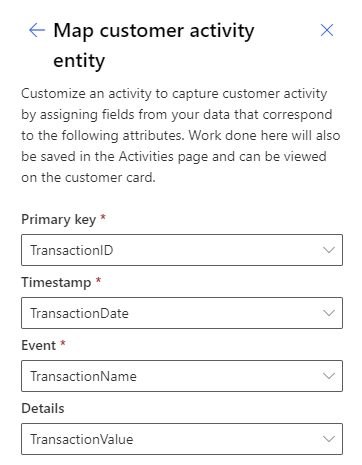 Map customer activity
entity
Customize an activity to capture customer activity
by assigning fields from your data that correspond
to the following attributes. Work done here will also
be saved in the Activities page and can be viewed
on the customer card.
Primary key *
TransactionID
Timestamp *
TransactionDate
Event *
TransactionName
Details
TransactionValue